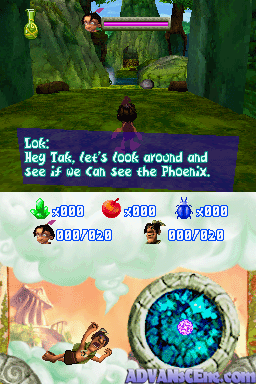 Lok:
Hey Tak, let's look around and
see if we Can see the Phoenix.
x000 x000 x000
000/020 000/020
ADVANSCEne.com